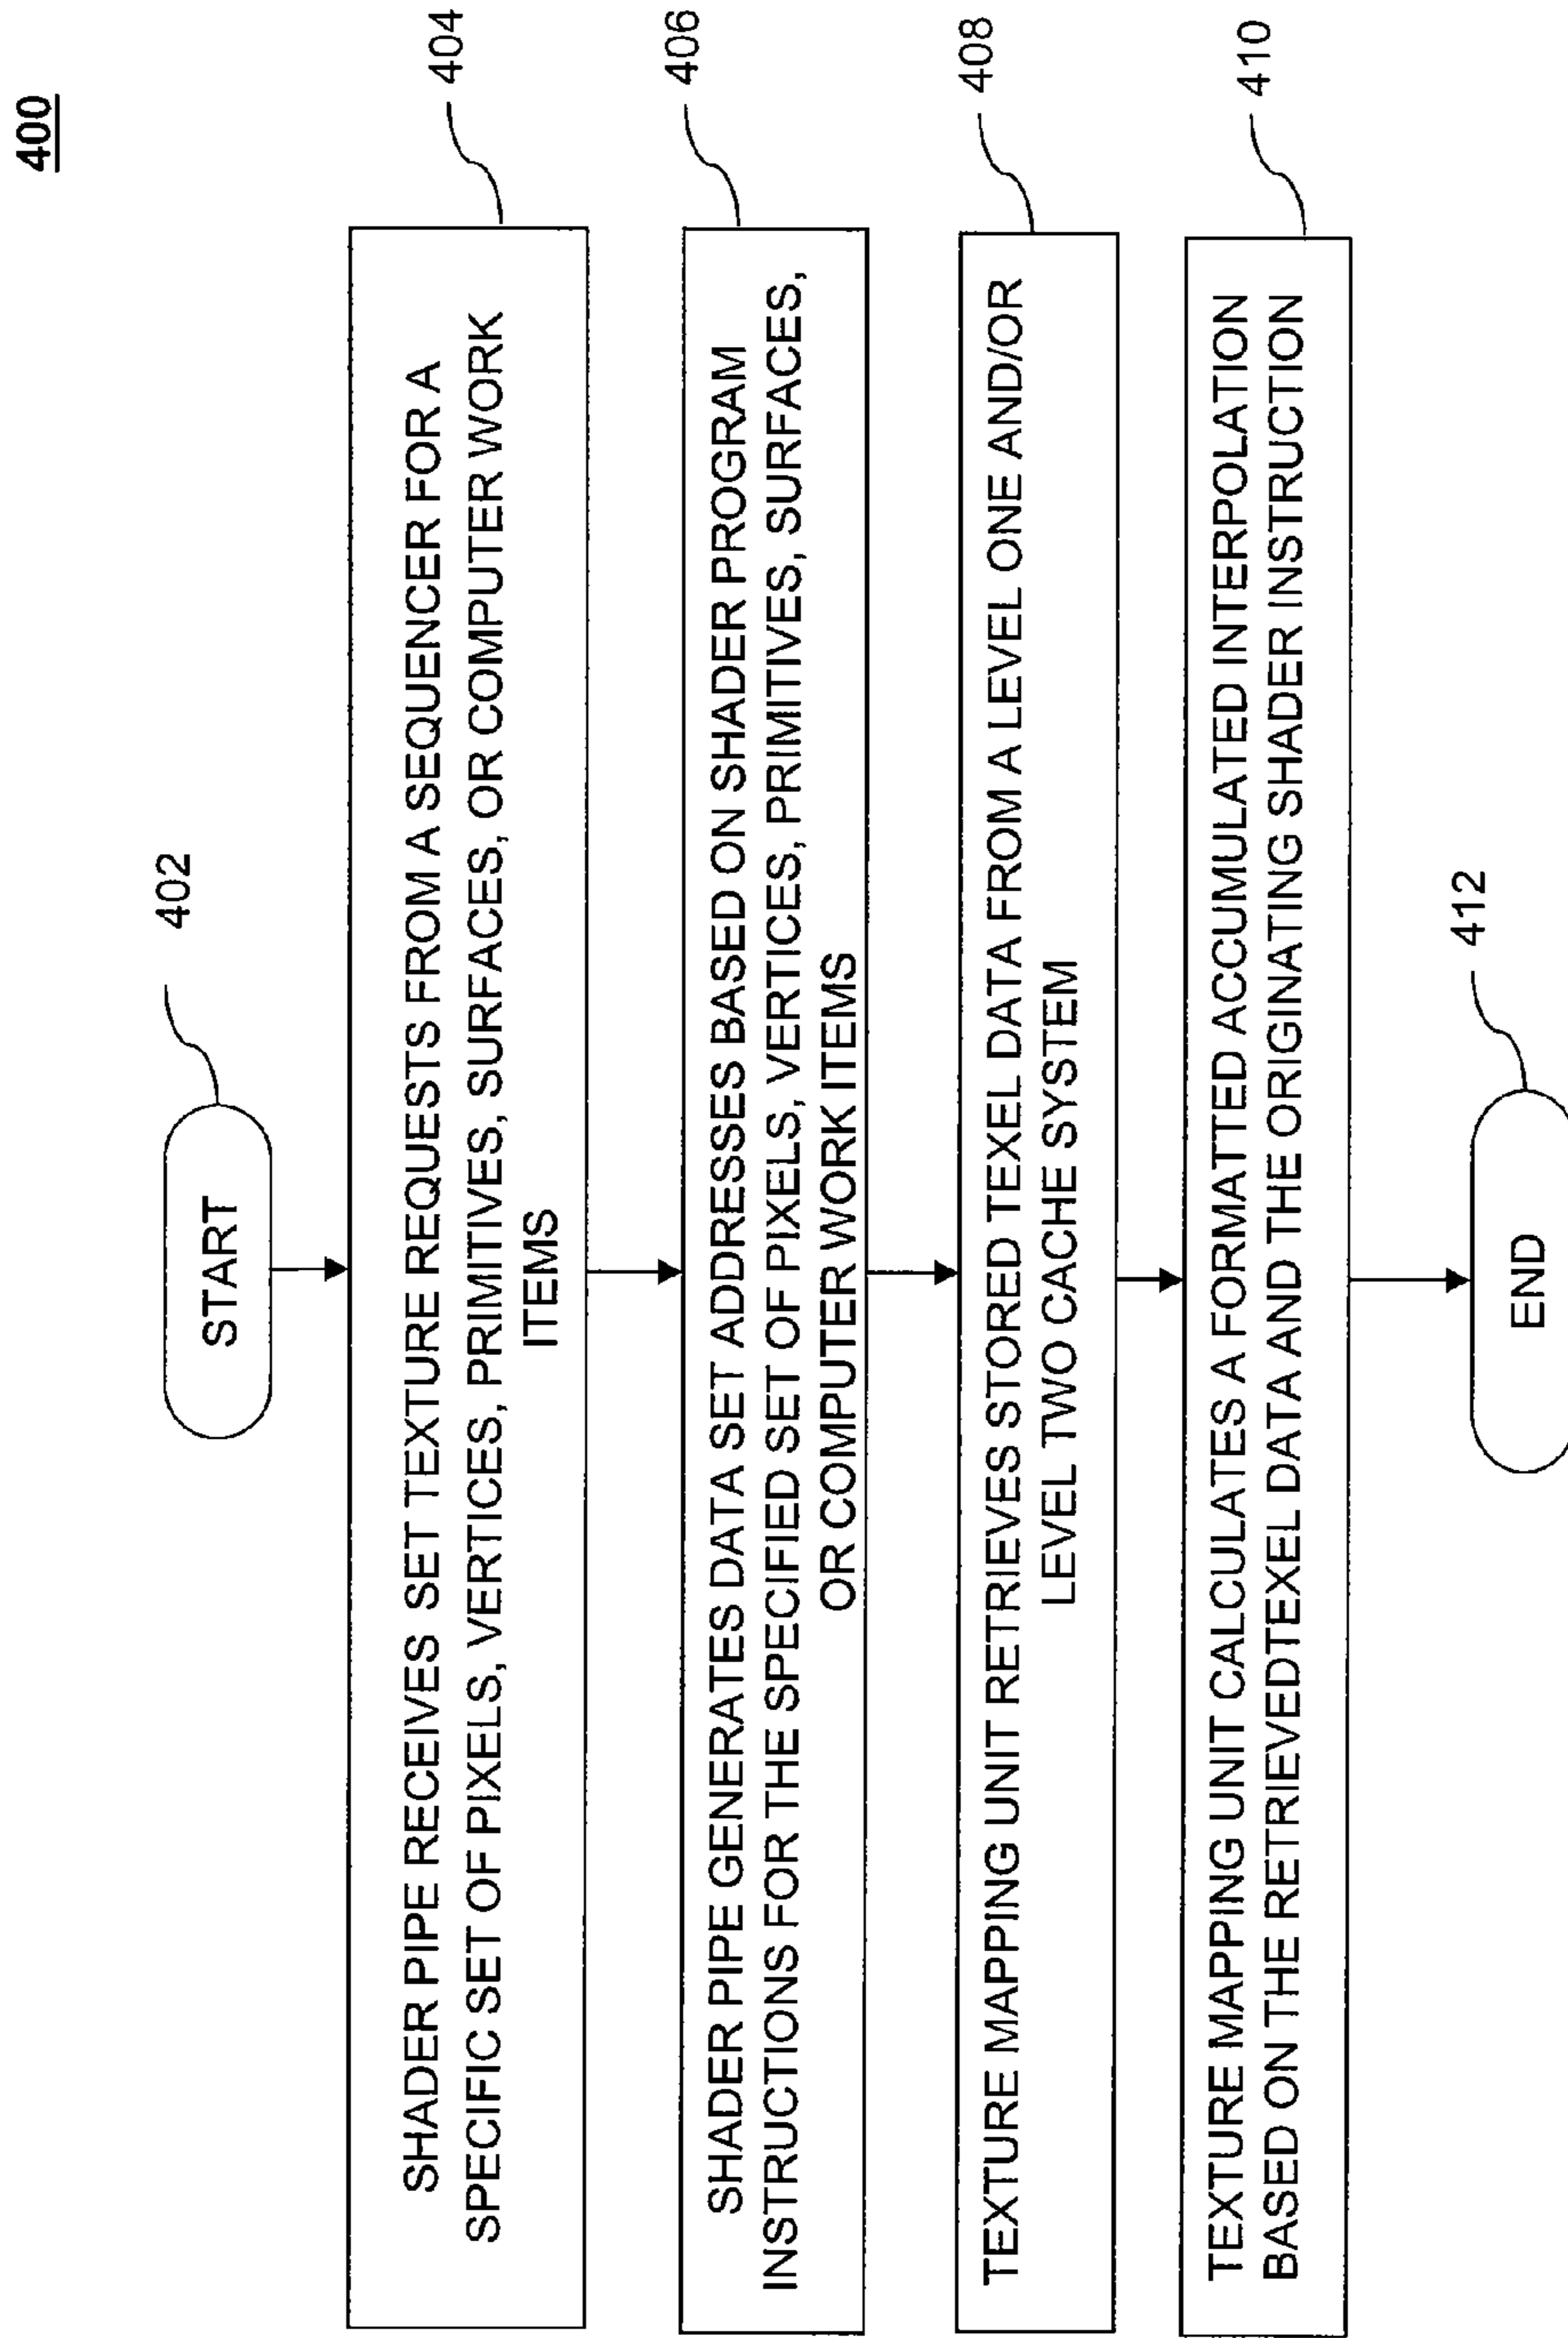 400
402
START
404
SHADER PIPE RECEIVES SET TEXTURE REQUESTS FROM A SEQUENCER FOR A
SPECIFIC SET OF PIXELS, VERTICES, PRIMITIVES, SURFACES, OR COMPUTER WORK
ITEMS
406
SHADER PIPE GENERATES DATA SET ADDRESSES BASED ON SHADER PROGRAM
INSTRUCTIONS FOR THE SPECIFIED SET OF PIXELS, VERTICES, PRIMITIVES, SURFACES,
OR COMPUTER WORK ITEMS
408
TEXTURE MAPPING UNIT RETRIEVES STORED TEXEL DATA FROM A LEVEL ONE AND/OR
LEVEL TWO CACHE SYSTEM
410
TEXTURE MAPPING UNIT CALCULATES A FORMATTED ACCUMULATED INTERPOLATION
BASED ON THE RETRIEVEDTEXEL DATA AND THE ORIGINATING SHADER INSTRUCTION
412
END